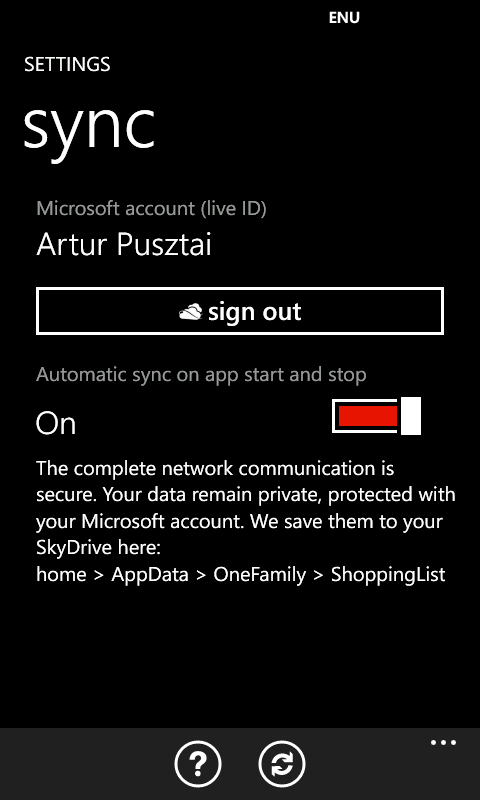 ENU
SETTINGS
sync
Microsoft account (live ID)
Artur Pusztai
sign out
Automatic sync on app start and stop
On
The complete network communication is
secure. Your data remain private, protected with
your Microsoft account. We save them to your
SkyDrive here:
home > AppData > OneFamily > ShoppingList